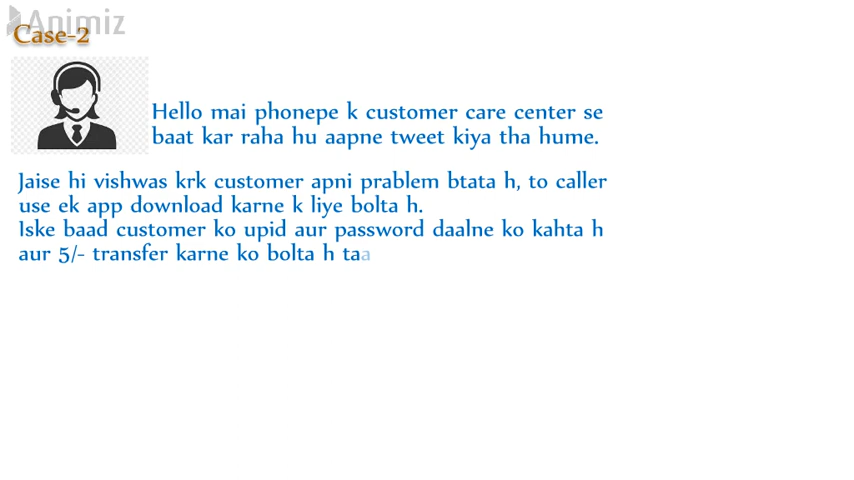 Animiz
Case-2
Hello mai phonepe k customer care center se
baat kar raha hu aapne tweet kiya tha hume.
Jaise hi vishwas krk customer apni prablem btata h, to caller
use ek app download karne k liye bolta h.
Iske baad customer ko upid aur password daalne ko kahta h
aur 5/- transfer karne ko bolta h taa